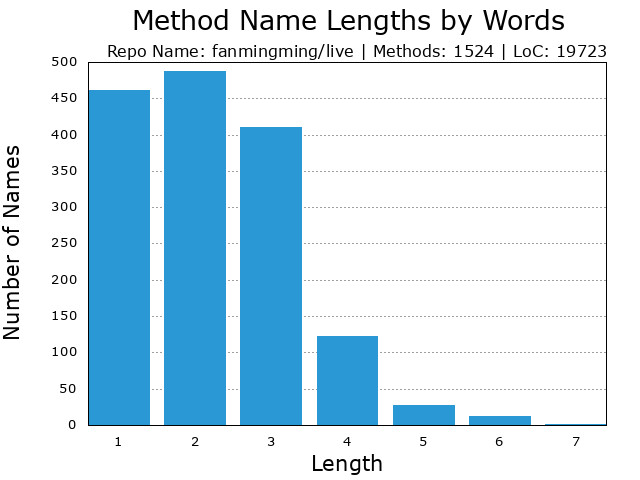 Method Name Lengths by Words
Repo Name: fanmingming/live | Methods: 1524 | LoC: 19723
Number of Names
500
450
400
350
300
250
200
150
100
50
0
1 2 3 4 5 6 7
Length